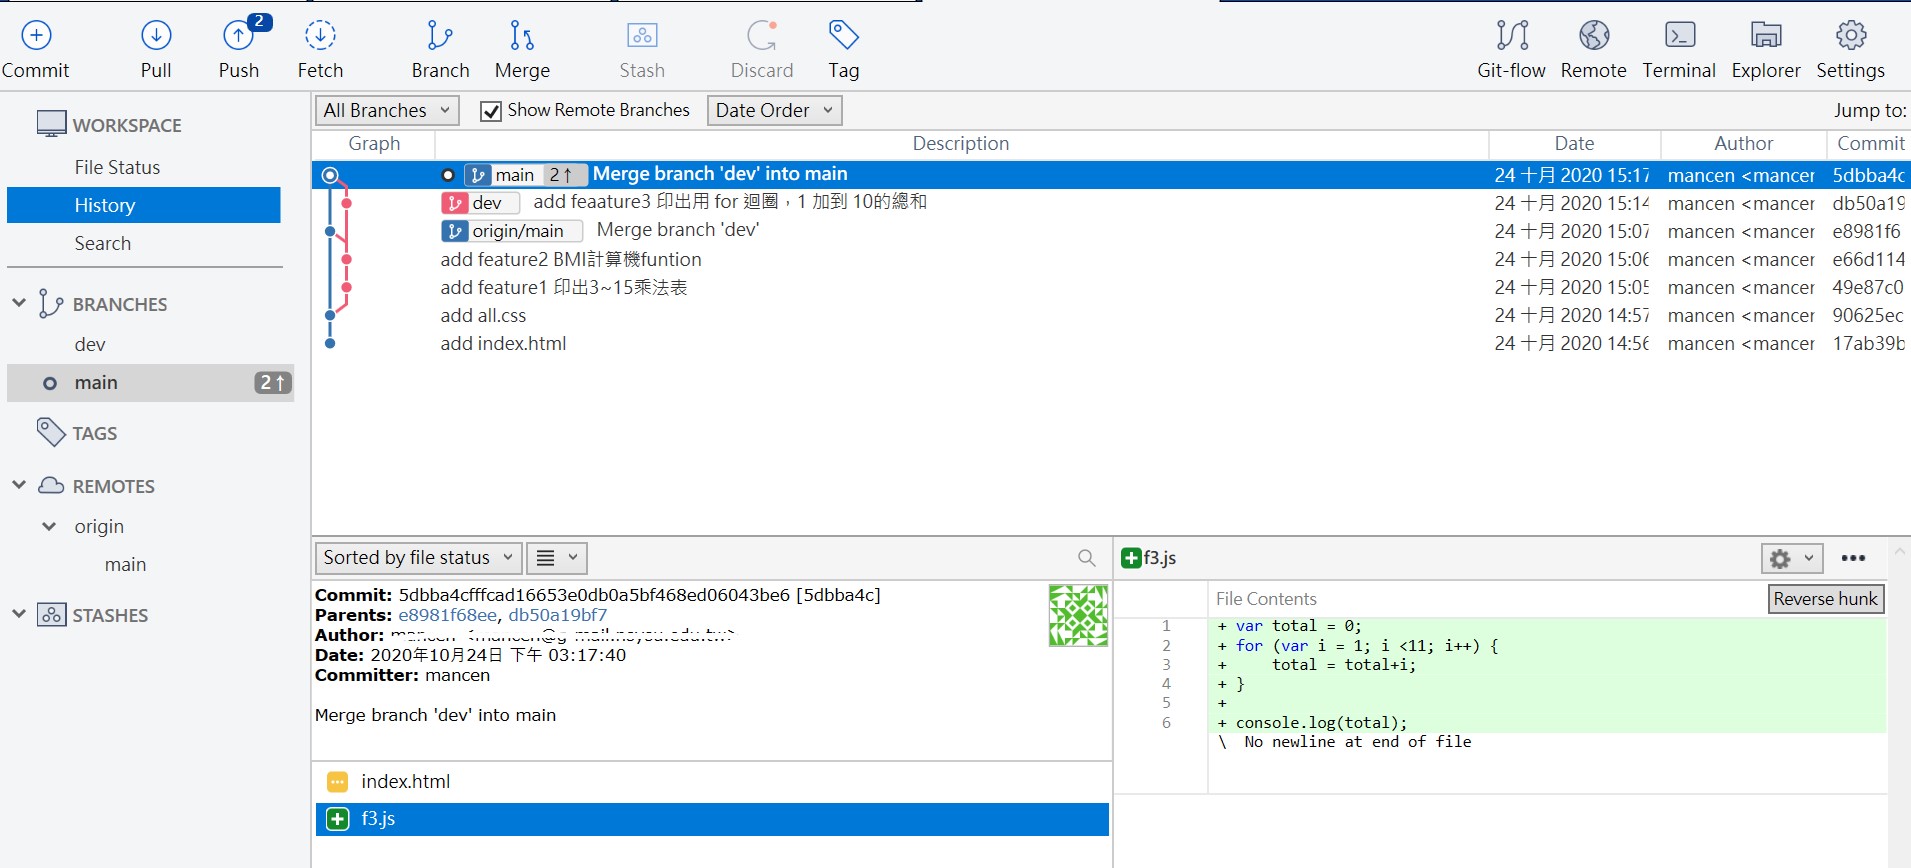 2
Commit Pull Push Fetch Branch Merge Stash Discard Tag Git-flow Remote Terminal Explorer Settings
WORKSPACE
File Status
History
Search
BRANCHES
dev
main 2↑
TAGS
REMOTES
origin
main
STASHES
All Branches Show Remote Branches Date Order Jump to:
Graph Description Date Author Commit
main 2↑ Merge branch 'dev' into main 24 十月 2020 15:17 mancen <mancer 5dbba4c
dev add feaature3 印出用 for 迴圈，1 加到 10的總和 24 十月 2020 15:14 mancen <mancer db50a19
origin/main Merge branch 'dev' 24 十月 2020 15:07 mancen <mancer e8981f6
add feature2 BMI計算機funtion 24 十月 2020 15:06 mancen <mancer e66d114
add feature1 印出3~15乘法表 24 十月 2020 15:05 mancen <mancer 49e87c0
add all.css 24 十月 2020 14:57 mancen <mancer 90625ec
add index.html 24 十月 2020 14:56 mancen <mancer 17ab39b
Sorted by file status
Commit: 5dbba4cfffcad16653e0db0a5bf468ed06043be6 [5dbba4c]
Parents: e8981f68ee, db50a19bf7
Author:
Date: 2020年10月24日 下午 03:17:40
Committer: mancen
Merge branch 'dev' into main
index.html
f3.js
f3.js
File Contents Reverse hunk
1 + var total = 0;
2 + for (var i = 1; i <11; i++) {
3 + total = total+i;
4 + }
5 +
6 + console.log(total);
\ No newline at end of file